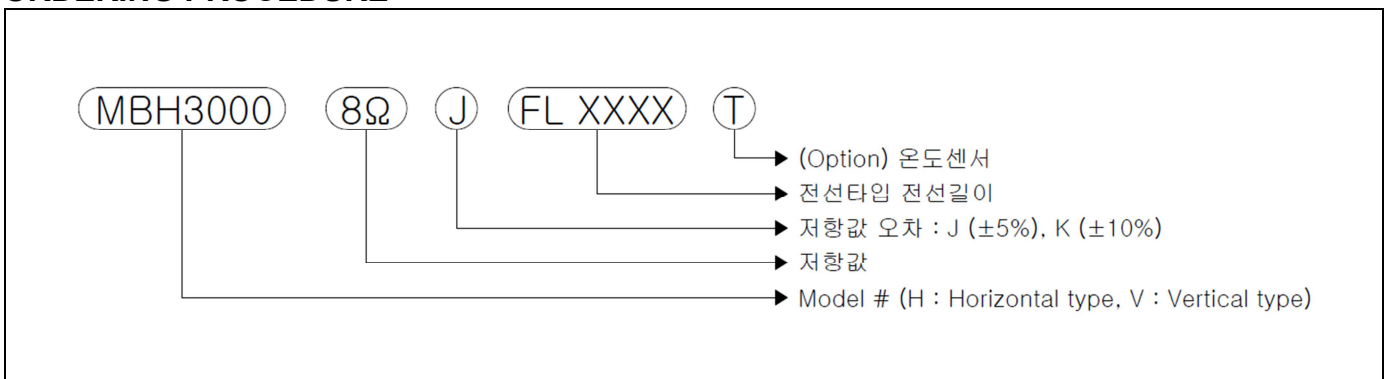 ORDERING PROCEDURE
MBH3000 8Ω J FL XXXX T
(Option) 온도센서
전선타입 전선길이
저항값 오차 : J (±5%), K (±10%)
저항값
Model # (H : Horizontal type, V : Vertical type)